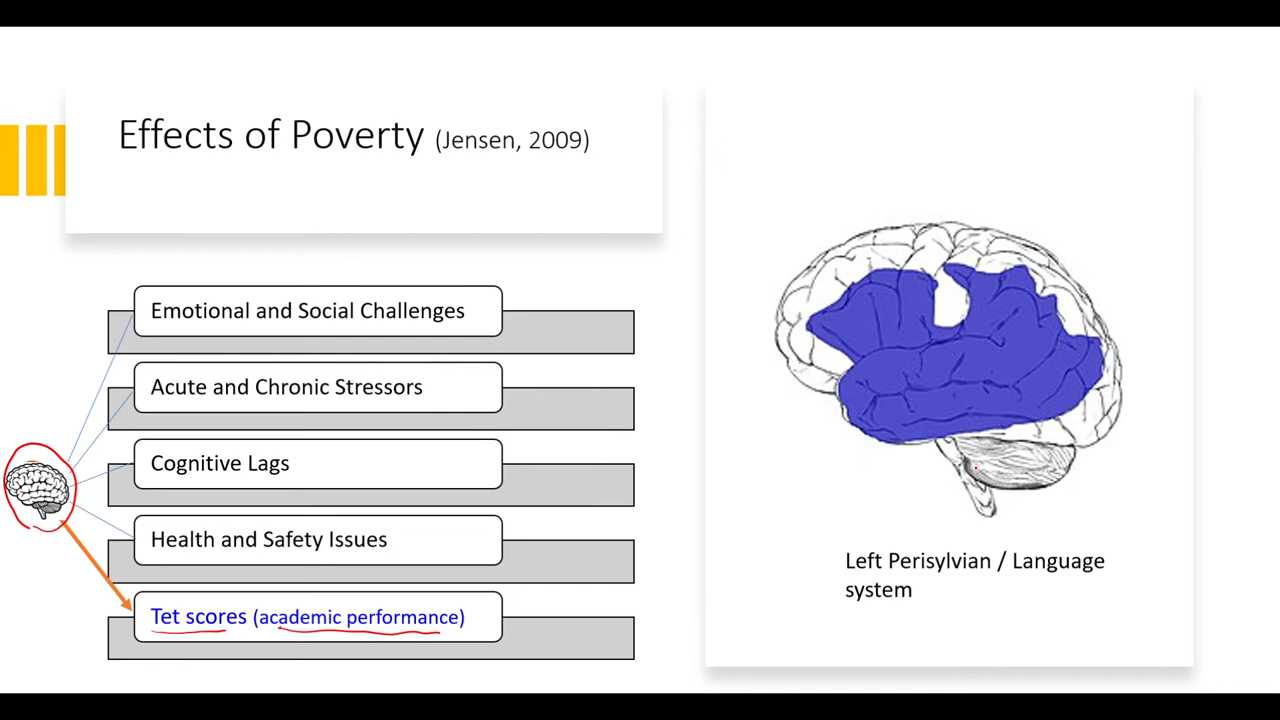 Effects of Poverty (Jensen, 2009)
Emotional and Social Challenges
Acute and Chronic Stressors
Cognitive Lags
Health and Safety Issues
Tet scores (academic performance)
Left Perisylvian / Language
system